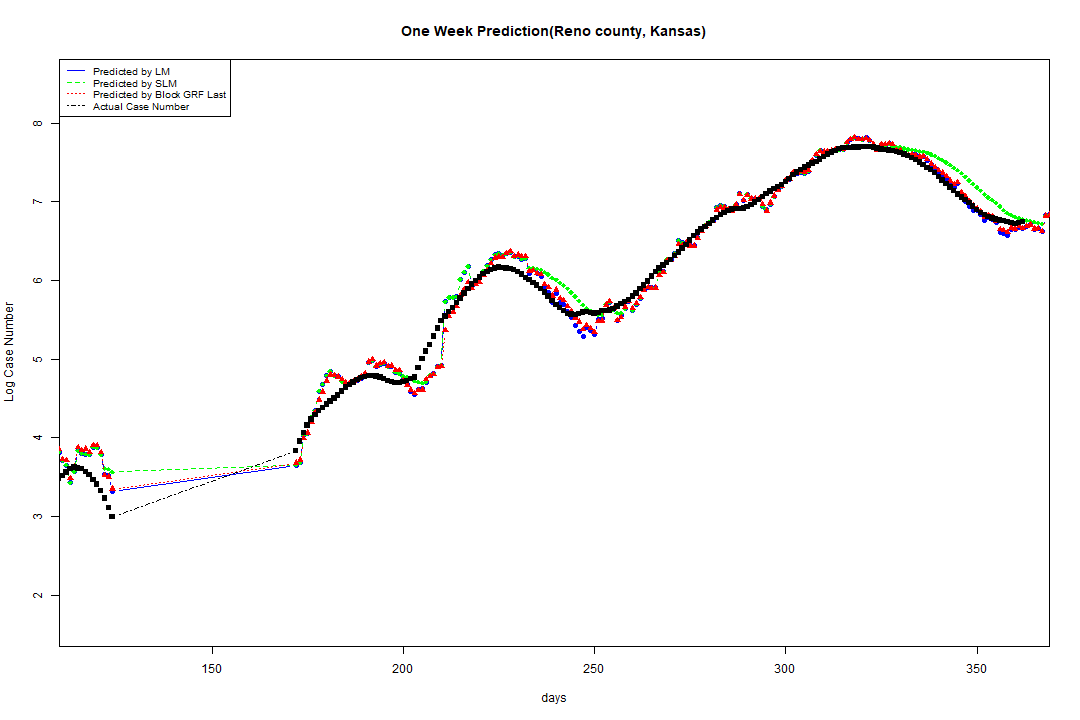 One Week Prediction(Reno county, Kansas)
Predicted by LM
Predicted by SLM
Predicted by Block GRF Last
Actual Case Number
Log Case Number
8
7
6
5
4
3
2
150 200 250 300 350
days